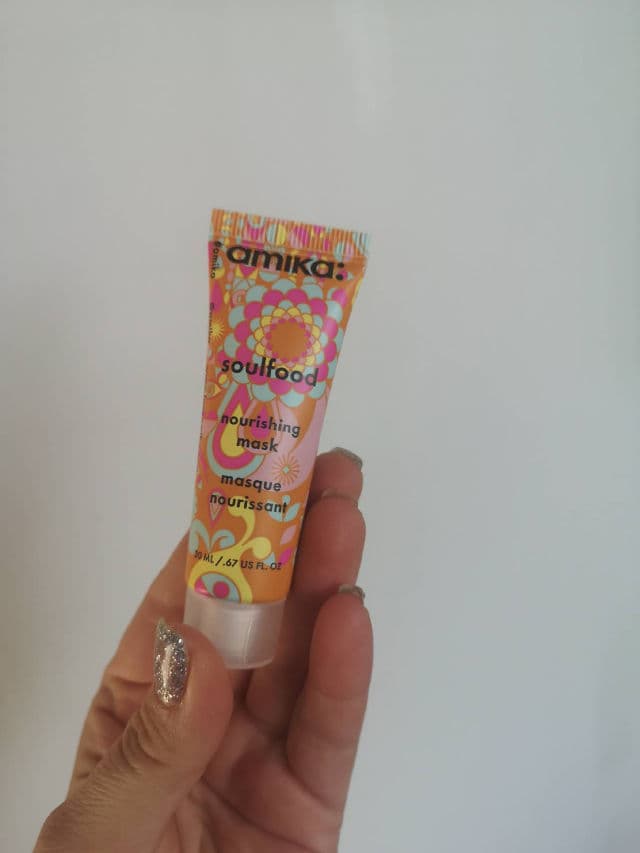 amika:
soulfood
nourishing
mask
masque
nourissant
20 ML / .67 US FL. OZ